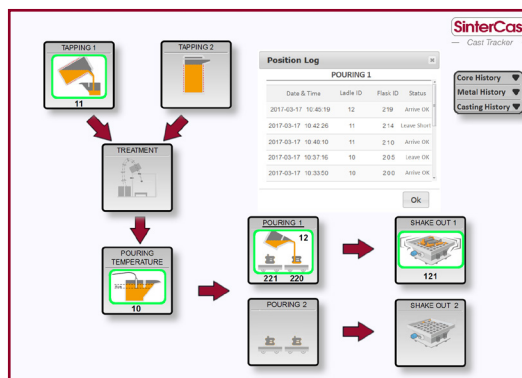 SinterCas
Cast Tracker
TAPPING 1
11
TAPPING 2
Position Log
POURING 1
Date & Time Ladle ID Flask ID Status
2017-03-17 10:45:19 12 219 Arrive OK
2017-03-17 10:42:26 11 214 Leave Short
2017-03-17 10:40:10 11 210 Arrive OK
2017-03-17 10:37:16 10 205 Leave OK
2017-03-17 10:33:50 10 200 Arrive OK
Ok
Core History
Metal History
Casting History
TREATMENT
POURING
TEMPERATURE
10
POURING 1
12
221 220
SHAKE OUT 1
121
POURING 2
SHAKE OUT 2